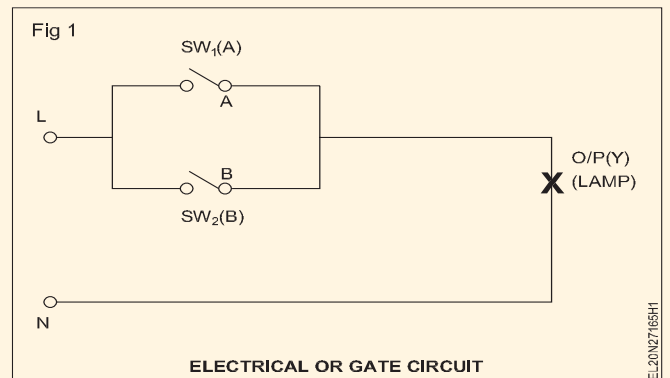 Fig 1
SW₁(A)
A
L
B
SW₂(B)
O/P(Y)
(LAMP)
N
ELECTRICAL OR GATE CIRCUIT
EL20N27165H1